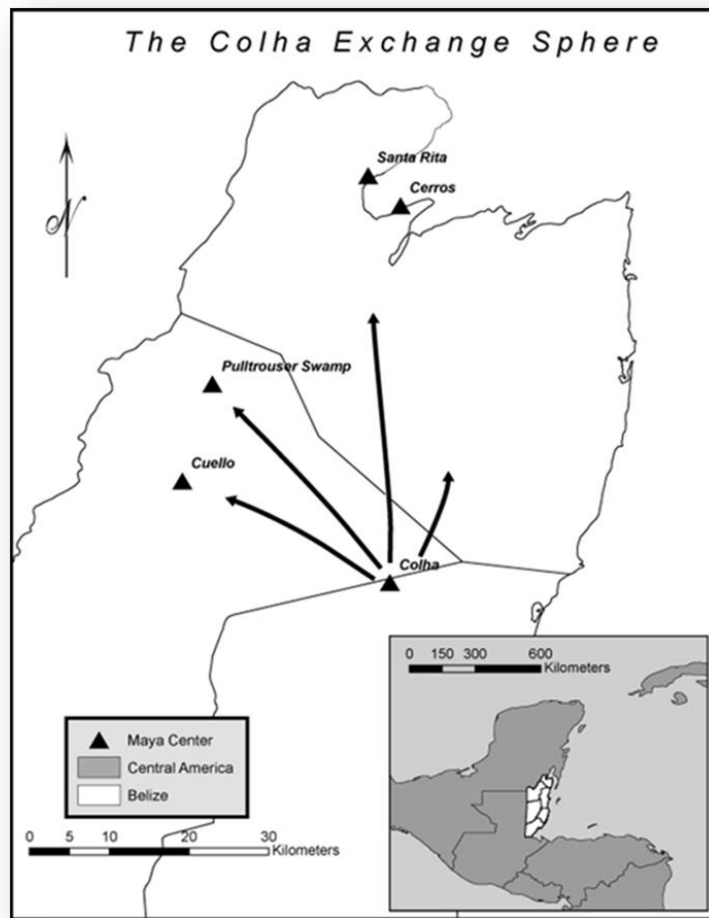 The Colha Exchange Sphere
N
Santa Rita
Cerros
Pulltrouser Swamp
Cuello
Colha
0 150 300 600
Kilometers
Maya Center
Central America
Belize
0 5 10 20 30
Kilometers